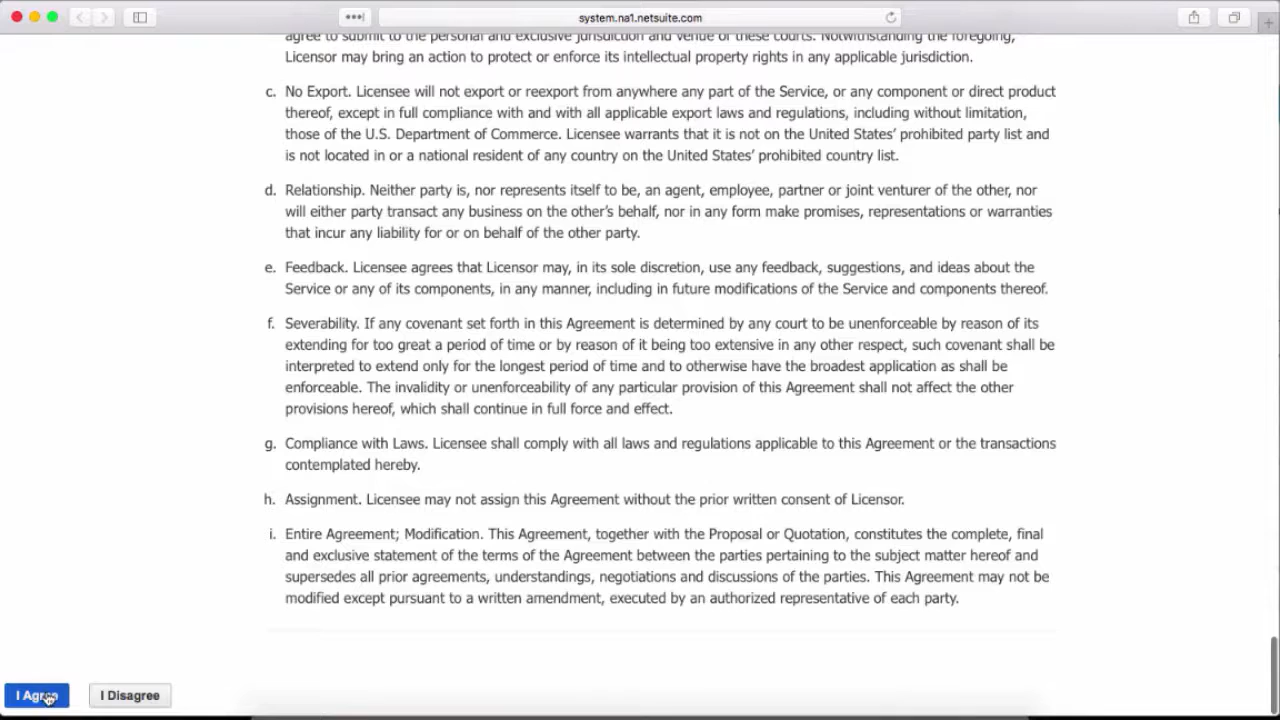 system.na1.netsuite.com
agree to submit to the personal and exclusive jurisdiction and venue of these courts. Notwithstanding the foregoing,
Licensor may bring an action to protect or enforce its intellectual property rights in any applicable jurisdiction.
c. No Export. Licensee will not export or reexport from anywhere any part of the Service, or any component or direct product
thereof, except in full compliance with and with all applicable export laws and regulations, including without limitation,
those of the U.S. Department of Commerce. Licensee warrants that it is not on the United States’ prohibited party list and
is not located in or a national resident of any country on the United States’ prohibited country list.
d. Relationship. Neither party is, nor represents itself to be, an agent, employee, partner or joint venturer of the other, nor
will either party transact any business on the other’s behalf, nor in any form make promises, representations or warranties
that incur any liability for or on behalf of the other party.
e. Feedback. Licensee agrees that Licensor may, in its sole discretion, use any feedback, suggestions, and ideas about the
Service or any of its components, in any manner, including in future modifications of the Service and components thereof.
f. Severability. If any covenant set forth in this Agreement is determined by any court to be unenforceable by reason of its
extending for too great a period of time or by reason of it being too extensive in any other respect, such covenant shall be
interpreted to extend only for the longest period of time and to otherwise have the broadest application as shall be
enforceable. The invalidity or unenforceability of any particular provision of this Agreement shall not affect the other
provisions hereof, which shall continue in full force and effect.
g. Compliance with Laws. Licensee shall comply with all laws and regulations applicable to this Agreement or the transactions
contemplated hereby.
h. Assignment. Licensee may not assign this Agreement without the prior written consent of Licensor.
i. Entire Agreement; Modification. This Agreement, together with the Proposal or Quotation, constitutes the complete, final
and exclusive statement of the terms of the Agreement between the parties pertaining to the subject matter hereof and
supersedes all prior agreements, understandings, negotiations and discussions of the parties. This Agreement may not be
modified except pursuant to a written amendment, executed by an authorized representative of each party.
I Agree
I Disagree